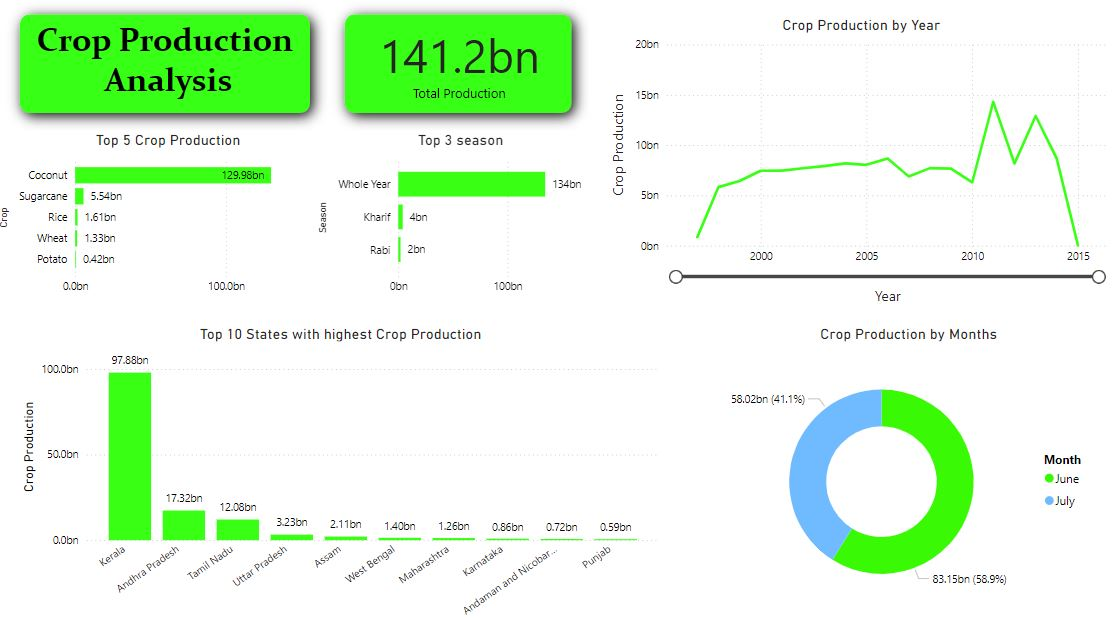 Crop Production
Analysis
141.2bn
Total Production
Top 5 Crop Production
Crop
Coconut
129.98bn
Sugarcane
5.54bn
Rice
1.61bn
Wheat
1.33bn
Potato
0.42bn
0.0bn
100.0bn
Top 3 season
Season
Whole Year
134bn
Kharif
4bn
Rabi
2bn
0bn
100bn
Crop Production by Year
Crop Production
20bn
15bn
10bn
5bn
0bn
2000
2005
2010
2015
Year
Top 10 States with highest Crop Production
Crop Production
100.0bn
50.0bn
0.0bn
97.88bn
17.32bn
12.08bn
3.23bn
2.11bn
1.40bn
1.26bn
0.86bn
0.72bn
0.59bn
Kerala
Andhra Pradesh
Tamil Nadu
Uttar Pradesh
Assam
West Bengal
Maharashtra
Karnataka
Andaman and Nicobar...
Punjab
Crop Production by Months
58.02bn (41.1%)
83.15bn (58.9%)
Month
June
July